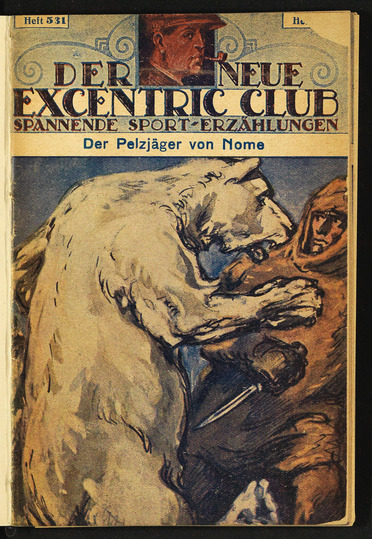 Heft 531
DER NEUE
EXCENTRIC CLUB
SPANNENDE SPORT-ERZÄHLUNGEN
Der Pelzjäger von Nome